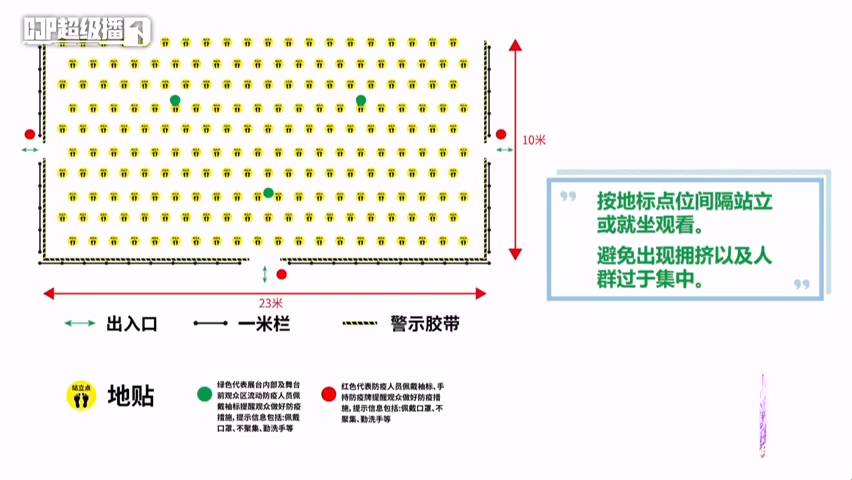 CJP超级播
10米
按地标点位间隔站立
或就坐观看。
避免出现拥挤以及人
群过于集中。
23米
出入口
一米栏
警示胶带
站立点
地贴
绿色代表展台内部及舞台
前观众区流动防疫人员佩
戴袖标提醒观众做好防疫
措施，提示信息包括:佩戴
口罩、不聚集、勤洗手等
红色代表防疫人员佩戴袖标、手
持防疫牌提醒观众做好防疫措
施，提示信息包括:佩戴口罩、不
聚集、勤洗手等